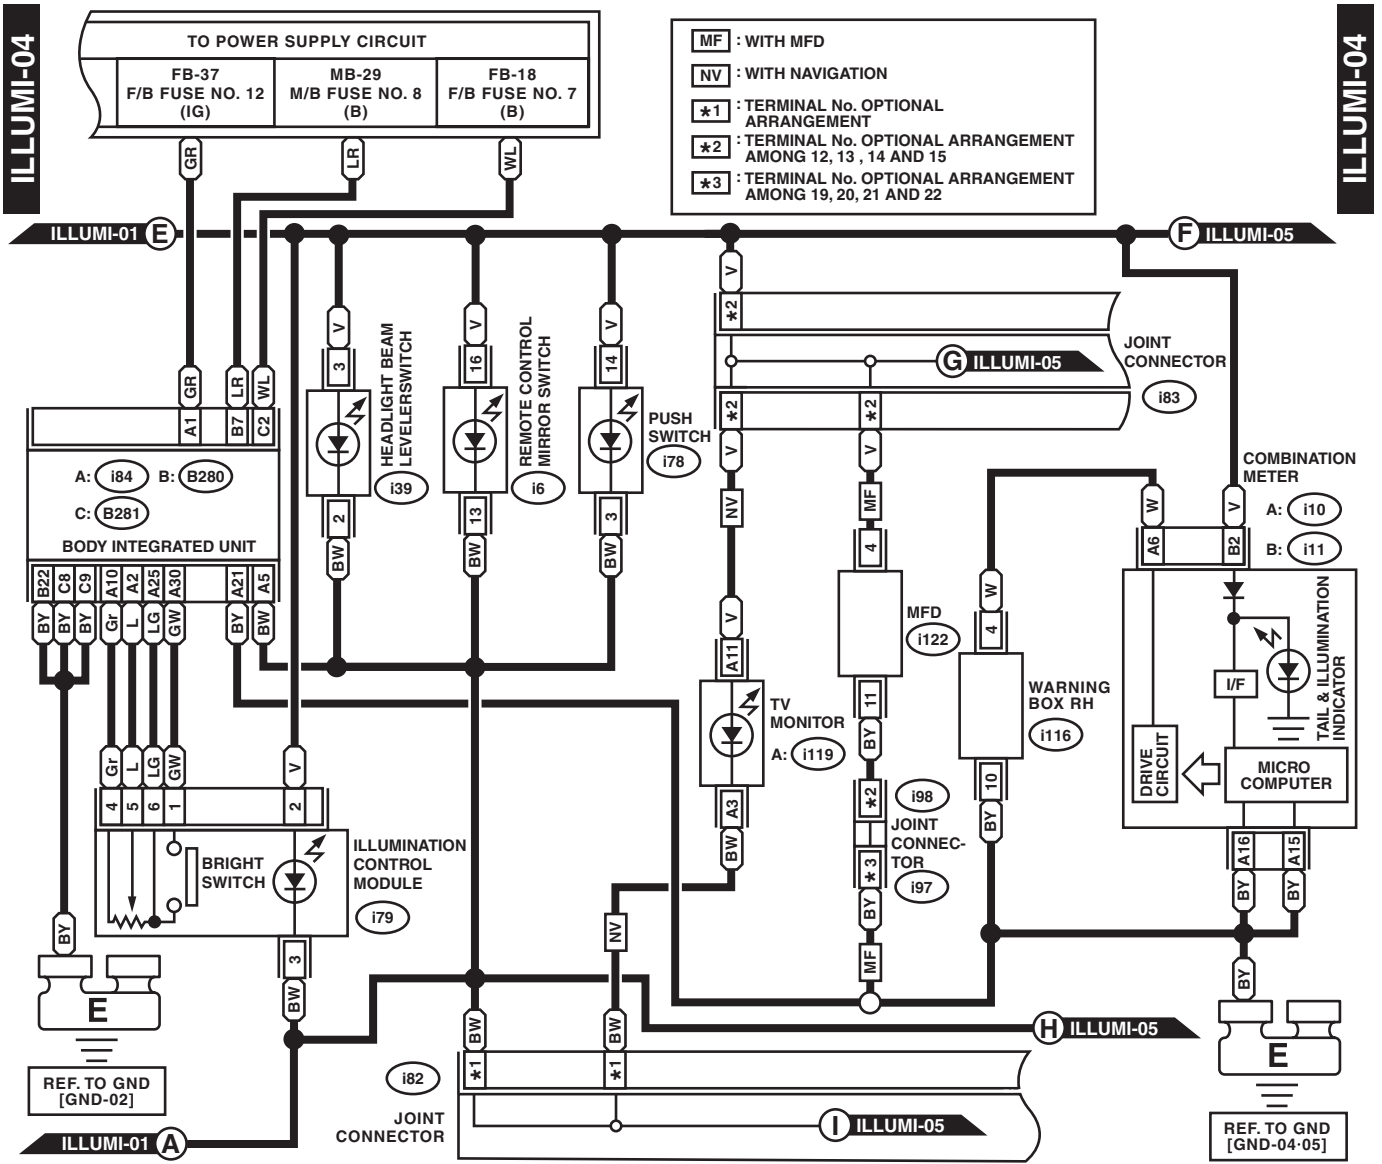 ILLUMI-04
ILLUMI-04
TO POWER SUPPLY CIRCUIT
FB-37
F/B FUSE NO. 12
(IG)
MB-29
M/B FUSE NO. 8
(B)
FB-18
F/B FUSE NO. 7
(B)
MF : WITH MFD
NV : WITH NAVIGATION
*1 : TERMINAL No. OPTIONAL
ARRANGEMENT
*2 : TERMINAL No. OPTIONAL ARRANGEMENT
AMONG 12, 13 , 14 AND 15
*3 : TERMINAL No. OPTIONAL ARRANGEMENT
AMONG 19, 20, 21 AND 22
GR
LR
WL
ILLUMI-01 E
F ILLUMI-05
V
*2
V
V
V
3
16
14
HEADLIGHT BEAM
LEVELERSWITCH
i39
REMOTE CONTROL
MIRROR SWITCH
i6
PUSH
SWITCH
i78
2
13
3
BW
BW
BW
G ILLUMI-05
JOINT
CONNECTOR
i83
*2
*2
V
V
NV
MF
GR
LR
WL
A1
B7
C2
A: i84 B: B280
C: B281
BODY INTEGRATED UNIT
B22
C8
C9
A10
A2
A25
A30
A21
A5
BY
BY
BY
Gr
L
LG
GW
BY
BW
COMBINATION
METER
A: i10
B: i11
W
V
A6
B2
TAIL & ILLUMINATION
INDICATOR
I/F
DRIVE
CIRCUIT
MICRO
COMPUTER
A16
A15
BY
BY
BY
4
MFD
i122
11
BY
*2
i98
JOINT
CONNEC-
TOR
*3
i97
BY
MF
W
4
WARNING
BOX RH
i116
10
BY
V
A11
TV
MONITOR
A: i119
A3
BW
NV
BW
*1
Gr
L
LG
GW
V
4
5
6
1
2
BRIGHT
SWITCH
ILLUMINATION
CONTROL
MODULE
i79
3
BW
BY
E
REF. TO GND
[GND-02]
ILLUMI-01 A
BW
*1
i82
JOINT
CONNECTOR
H ILLUMI-05
I ILLUMI-05
E
REF. TO GND
[GND-04·05]